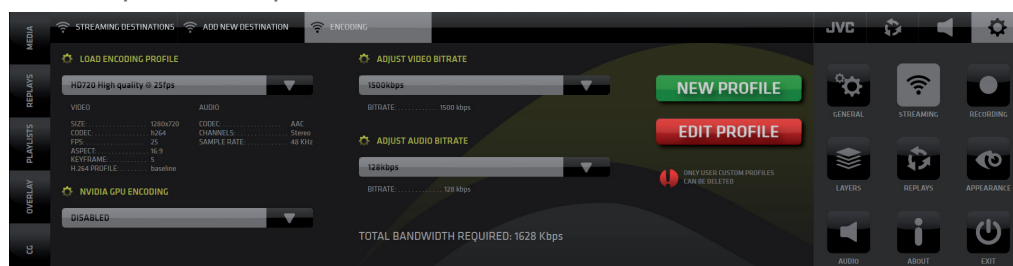 MEDIA
REPLAYS
PLAYLISTS
OVERLAY
CG
STREAMING DESTINATIONS
ADD NEW DESTINATION
ENCODING
JVC
LOAD ENCODING PROFILE
HD720 High quality @ 25fps
VIDEO
SIZE: 1280x720
CODEC: h264
FPS: 25
ASPECT: 16:9
KEYFRAME: 5
H.264 PROFILE: baseline
AUDIO
CODEC: AAC
CHANNELS: Stereo
SAMPLE RATE: 48 KHz
NVIDIA GPU ENCODING
DISABLED
ADJUST VIDEO BITRATE
1500kbps
BITRATE: 1500 kbps
ADJUST AUDIO BITRATE
128kbps
BITRATE: 128 kbps
TOTAL BANDWIDTH REQUIRED: 1628 Kbps
NEW PROFILE
EDIT PROFILE
ONLY USER CUSTOM PROFILES
CAN BE DELETED
GENERAL
STREAMING
RECORDING
LAYERS
REPLAYS
APPEARANCE
AUDIO
ABOUT
EXIT